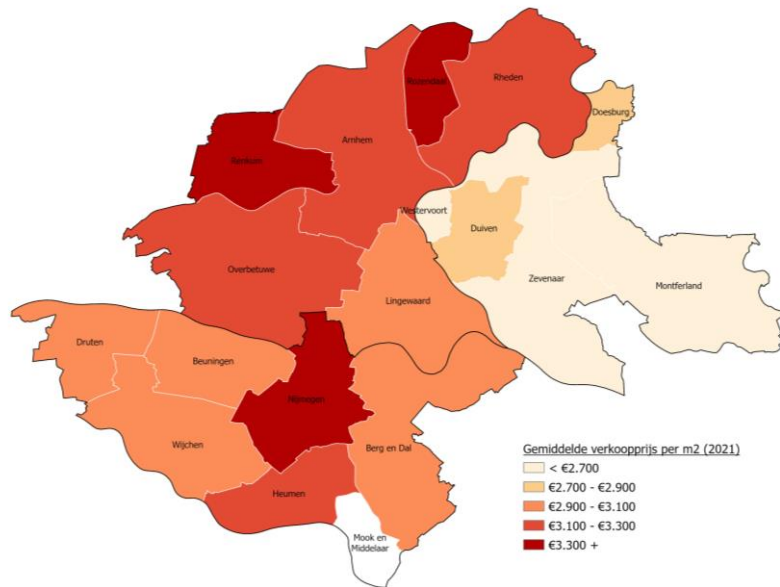 Rozendaal
Rheden
Doesburg
Arnhem
Renkum
Westervoort
Duiven
Overbetuwe
Zevenaar
Montferland
Lingewaard
Druten
Beuningen
Nijmegen
Wijchen
Berg en Dal
Heumen
Mook en
Middelaar
Gemiddelde verkoopprijs per m2 (2021)
< €2.700
€2.700 - €2.900
€2.900 - €3.100
€3.100 - €3.300
€3.300 +